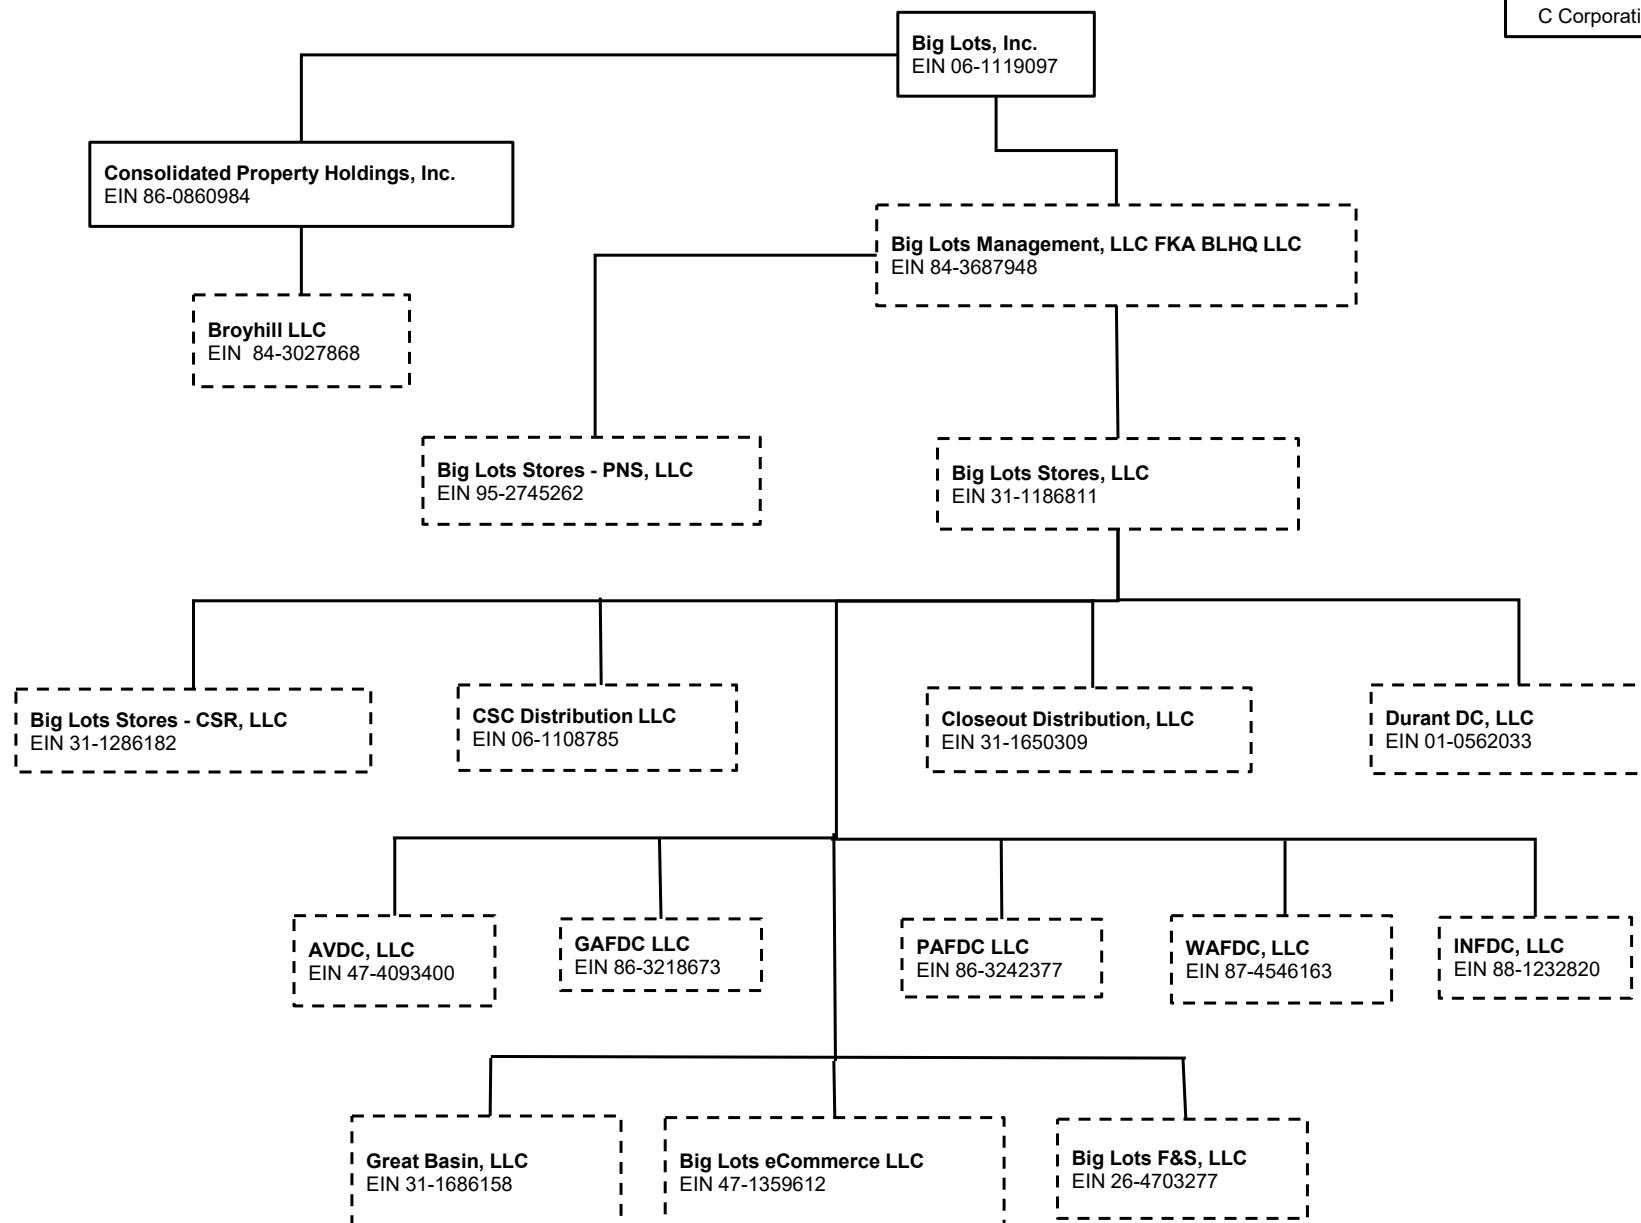 C Corporati
Big Lots, Inc.
EIN 06-1119097
Consolidated Property Holdings, Inc.
EIN 86-0860984
Big Lots Management, LLC FKA BLHQ LLC
EIN 84-3687948
Broyhill LLC
EIN  84-3027868
Big Lots Stores - PNS, LLC
EIN 95-2745262
Big Lots Stores, LLC
EIN 31-1186811
Big Lots Stores - CSR, LLC
EIN 31-1286182
CSC Distribution LLC
EIN 06-1108785
Closeout Distribution, LLC
EIN 31-1650309
Durant DC, LLC
EIN 01-0562033
AVDC, LLC
EIN 47-4093400
GAFDC LLC
EIN 86-3218673
PAFDC LLC
EIN 86-3242377
WAFDC, LLC
EIN 87-4546163
INFDC, LLC
EIN 88-1232820
Great Basin, LLC
EIN 31-1686158
Big Lots eCommerce LLC
EIN 47-1359612
Big Lots F&S, LLC
EIN 26-4703277